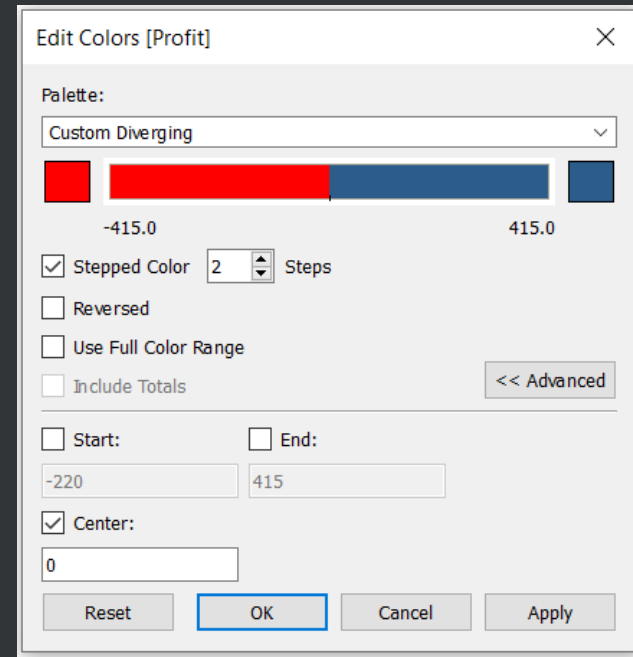 Edit Colors [Profit]
Palette:
Custom Diverging
-415.0 415.0
Stepped Color 2 Steps
Reversed
Use Full Color Range
Include Totals << Advanced
Start: End:
-220 415
Center:
0
Reset OK Cancel Apply